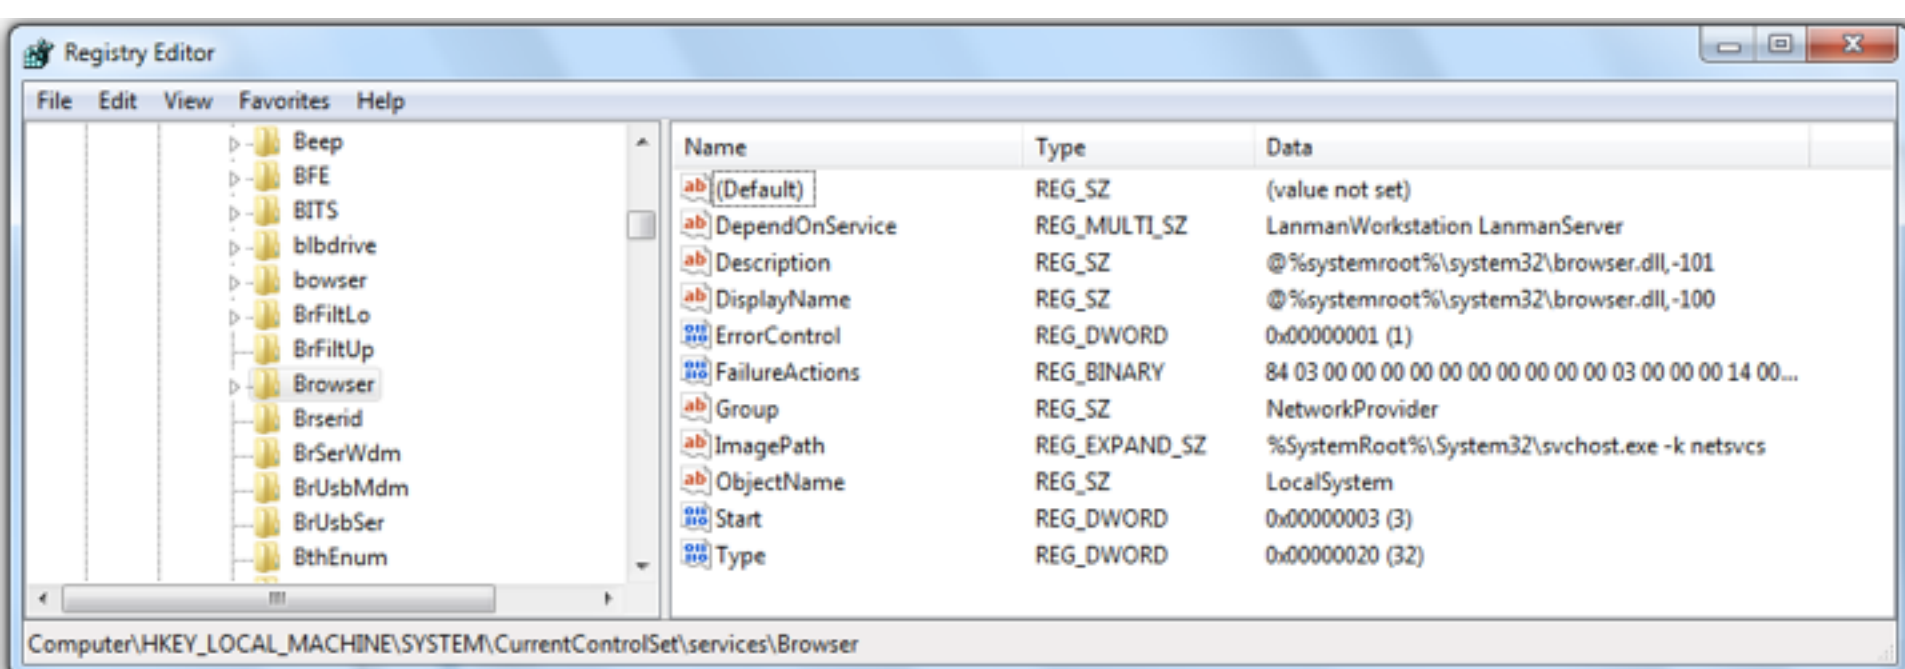 Registry Editor
File Edit View Favorites Help
Beep
BFE
BITS
blbdrive
bowser
BrFiltLo
BrFiltUp
Browser
Brserid
BrSerWdm
BrUsbMdm
BrUsbSer
BthEnum
Name Type Data
(Default) REG_SZ (value not set)
DependOnService REG_MULTI_SZ LanmanWorkstation LanmanServer
Description REG_SZ @%systemroot%\system32\browser.dll,-101
DisplayName REG_SZ @%systemroot%\system32\browser.dll,-100
ErrorControl REG_DWORD 0x00000001 (1)
FailureActions REG_BINARY 84 03 00 00 00 00 00 00 00 00 00 00 03 00 00 00 14 00...
Group REG_SZ NetworkProvider
ImagePath REG_EXPAND_SZ %SystemRoot%\System32\svchost.exe -k netsvcs
ObjectName REG_SZ LocalSystem
Start REG_DWORD 0x00000003 (3)
Type REG_DWORD 0x00000020 (32)
Computer\HKEY_LOCAL_MACHINE\SYSTEM\CurrentControlSet\services\Browser